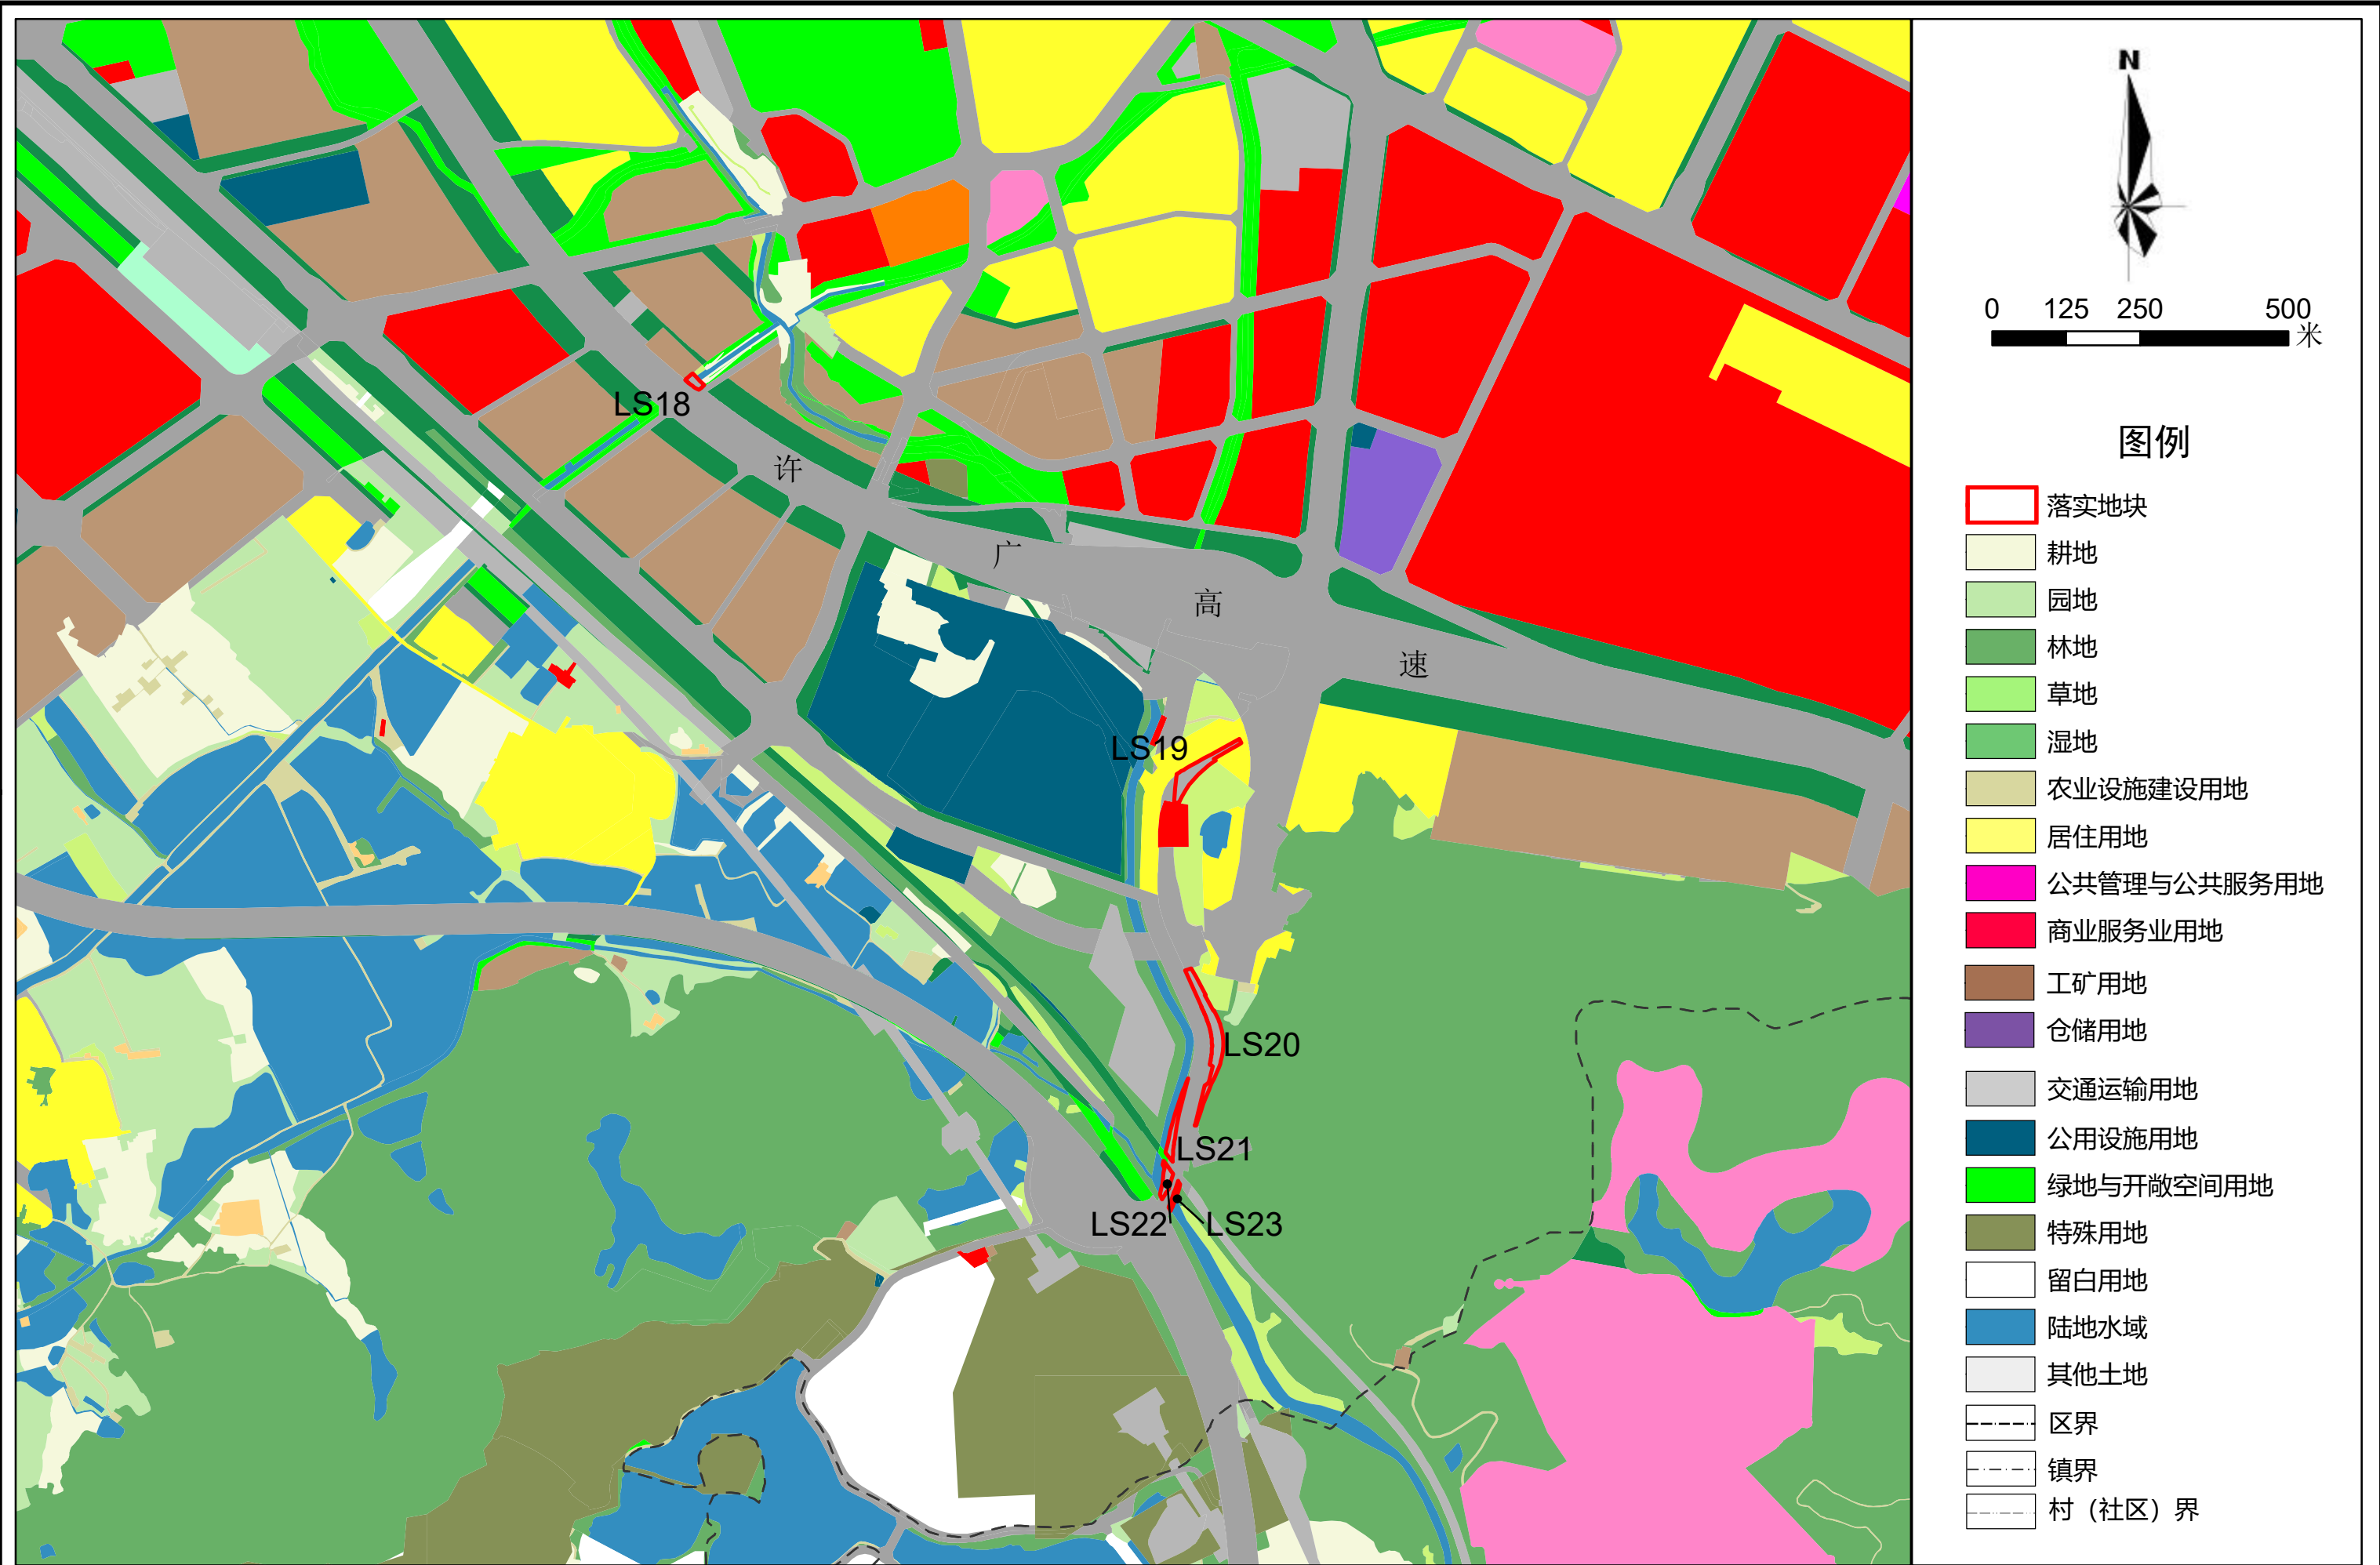 N
0 125 250 500
米
图例
落实地块
耕地
园地
林地
草地
湿地
农业设施建设用地
居住用地
公共管理与公共服务用地
商业服务业用地
工矿用地
仓储用地
交通运输用地
公用设施用地
绿地与开敞空间用地
特殊用地
留白用地
陆地水域
其他土地
区界
镇界
村（社区）界
LS18
许
广
高
速
LS19
LS20
LS21
LS22
LS23